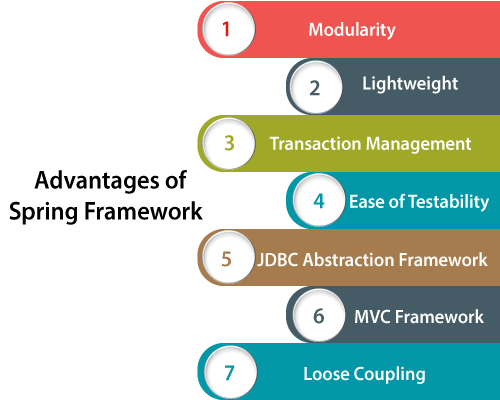 Advantages of
Spring Framework
1 Modularity
2 Lightweight
3 Transaction Management
4 Ease of Testability
5 JDBC Abstraction Framework
6 MVC Framework
7 Loose Coupling